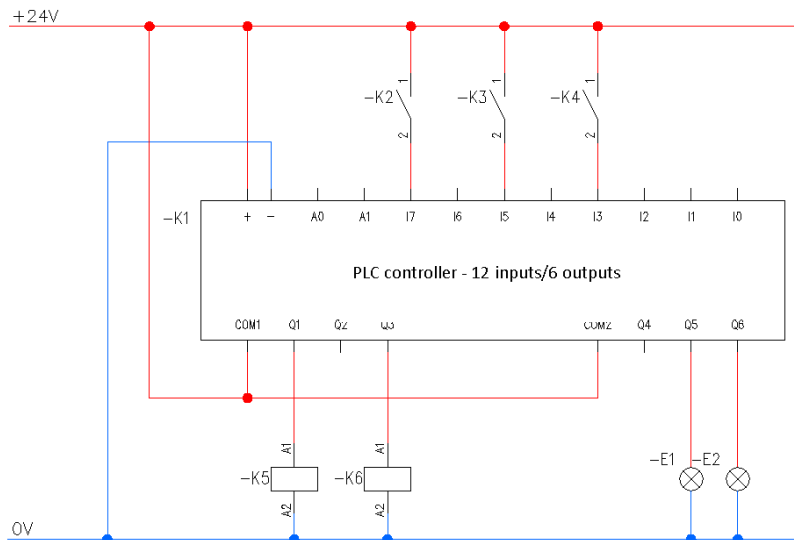 +24V
1 1 1
-K2 -K3 -K4
2 2 2
-K1 + - A0 A1 I7 I6 I5 I4 I3 I2 I1 I0
PLC controller - 12 inputs/6 outputs
COM1 Q1 Q2 Q3 COM2 Q4 Q5 Q6
A1 A1
-K5 -K6 -E1 -E2
A2 A2
0V